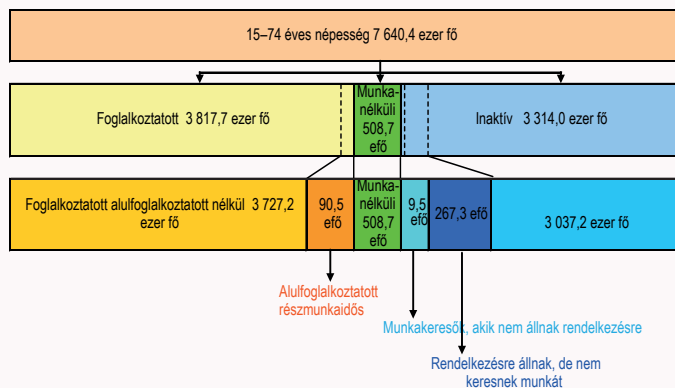 15–74 éves népesség 7 640,4 ezer fő
Foglalkoztatott 3 817,7 ezer fő
Munka-
nélküli
508,7
efő
Inaktív 3 314,0 ezer fő
Foglalkoztatott alulfoglalkoztatott nélkül 3 727,2
ezer fő
90,5
efő
Munka-
nélküli
508,7
efő
9,5
efő
267,3 efő
3 037,2 ezer fő
Alulfoglalkoztatott
részmunkaidős
Munkakeresők, akik nem állnak rendelkezésre
Rendelkezésre állnak, de nem
keresnek munkát